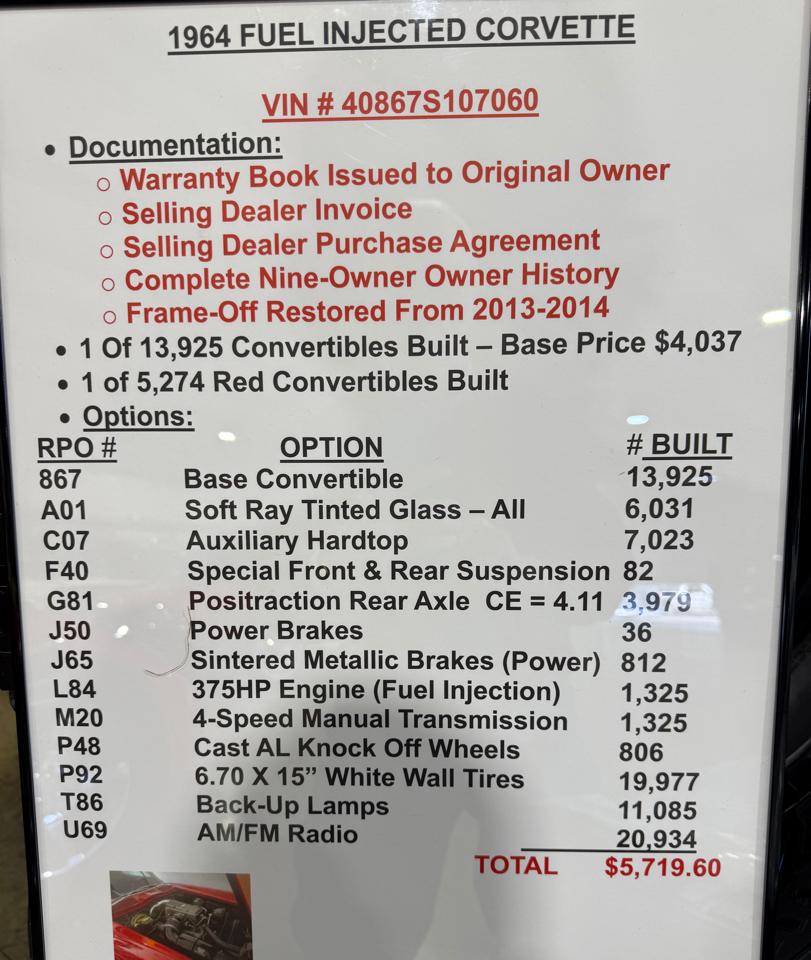 1964 FUEL INJECTED CORVETTE
VIN # 40867S107060
• Documentation:
○ Warranty Book Issued to Original Owner
○ Selling Dealer Invoice
○ Selling Dealer Purchase Agreement
○ Complete Nine-Owner Owner History
○ Frame-Off Restored From 2013-2014
• 1 Of 13,925 Convertibles Built – Base Price $4,037
• 1 of 5,274 Red Convertibles Built
• Options:
RPO # OPTION # BUILT
867 Base Convertible 13,925
A01 Soft Ray Tinted Glass – All 6,031
C07 Auxiliary Hardtop 7,023
F40 Special Front & Rear Suspension 82
G81 Positraction Rear Axle CE = 4.11 3,979
J50 Power Brakes 36
J65 Sintered Metallic Brakes (Power) 812
L84 375HP Engine (Fuel Injection) 1,325
M20 4-Speed Manual Transmission 1,325
P48 Cast AL Knock Off Wheels 806
P92 6.70 X 15” White Wall Tires 19,977
T86 Back-Up Lamps 11,085
U69 AM/FM Radio 20,934
TOTAL $5,719.60